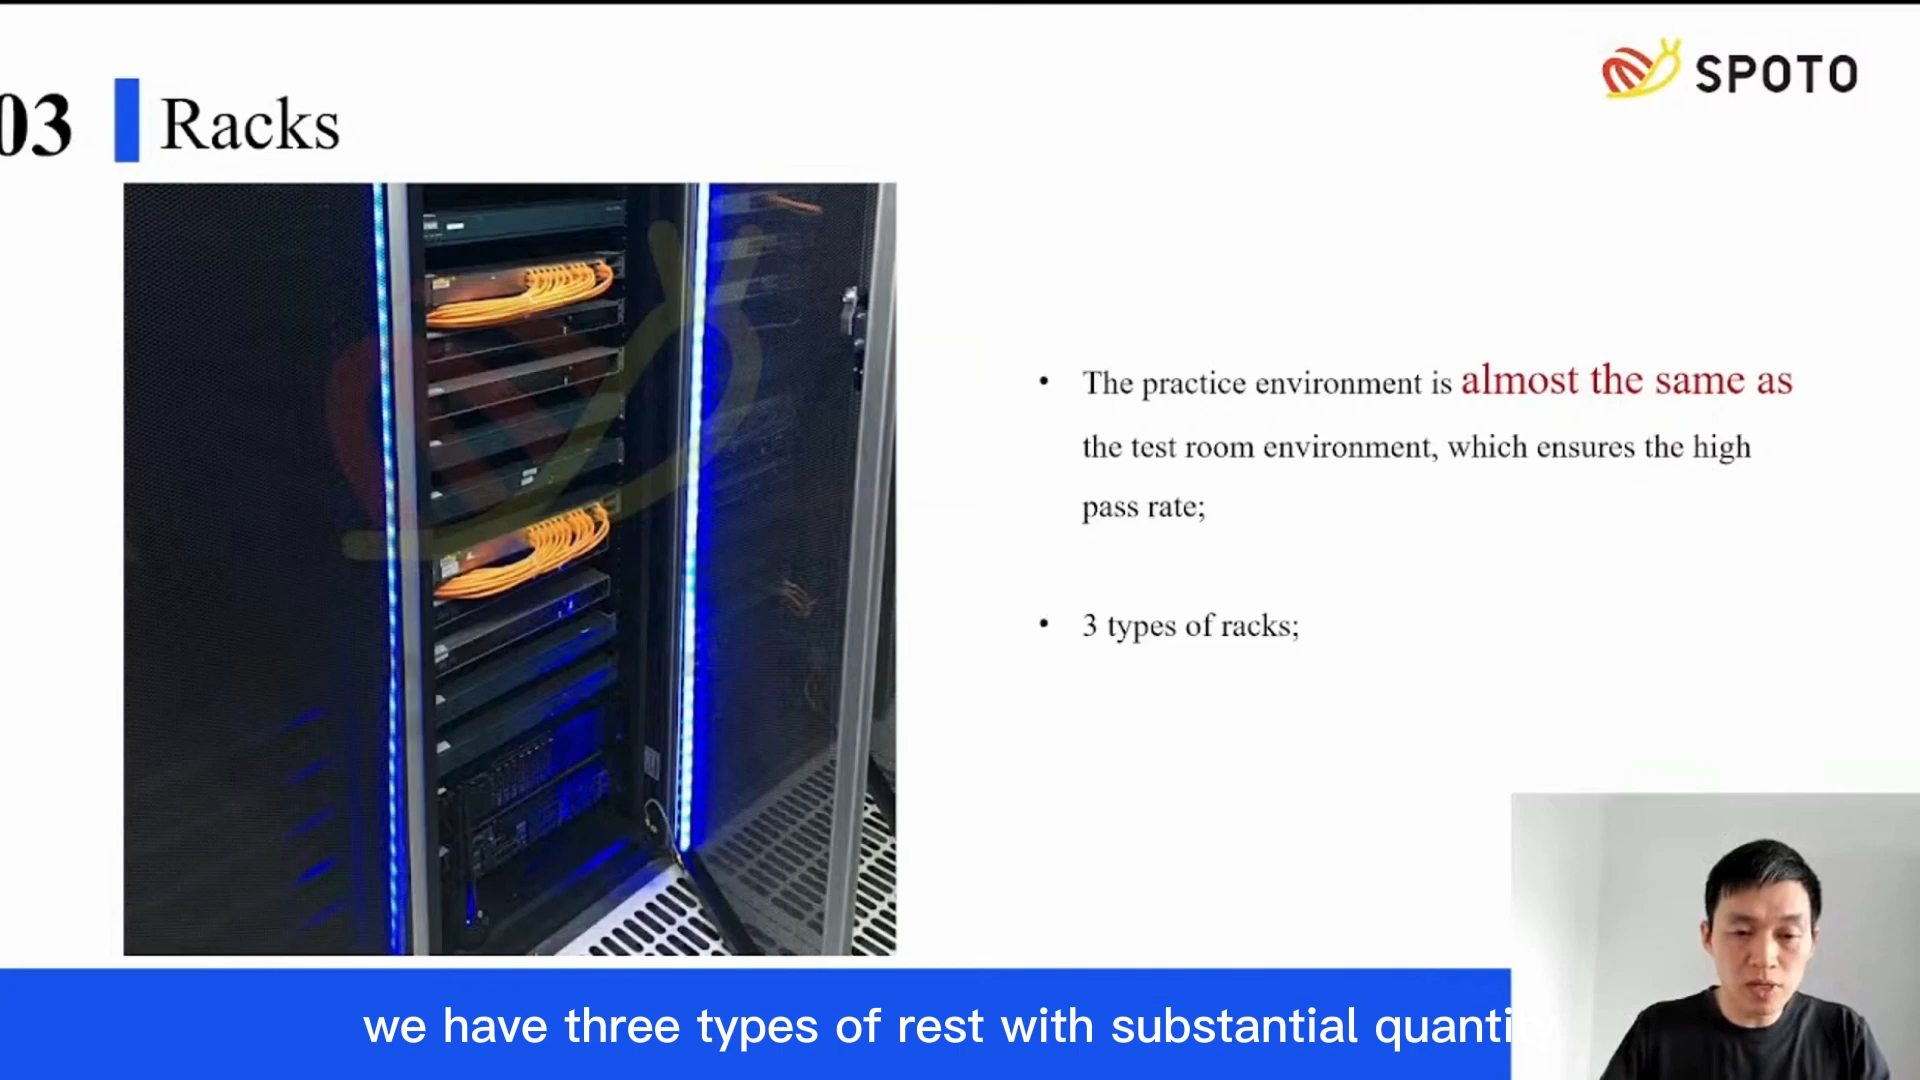 SPOTO
03 Racks
• The practice environment is almost the same as
the test room environment, which ensures the high
pass rate;
• 3 types of racks;
we have three types of rest with substantial quanti